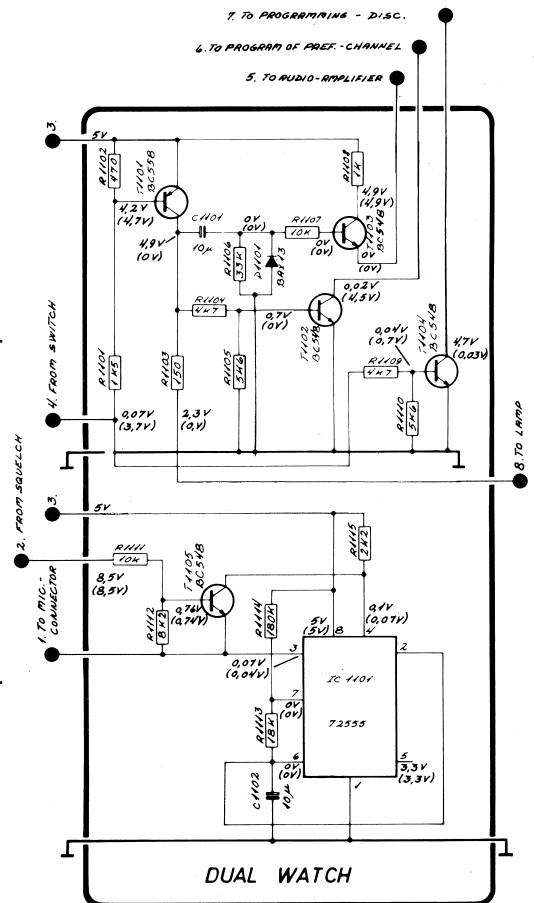 7. TO PROGRAMMING - DISC.
6. TO PROGRAM OF PREF.-CHANNEL
5. TO AUDIO-AMPLIFIER
3.
5V
R1102
470
T1101
BC558
4,2V
(4,7V)
4,9V
(0V)
C1101
10µ
R1106
33K
0V
(0V)
D1101
BAX13
R1107
10K
0V
(0V)
R1108
1K
4,9V
(4,9V)
T1103
BC548
0V
(0V)
R1104
4K7
0,7V
(0V)
T1102
BC548
0,02V
(4,5V)
T1104
BC548
4,7V
(0,03V)
0,04V
(0,7V)
R1109
4K7
R1110
5K6
4. FROM SWITCH
R1101
1K5
R1103
150
R1105
5K6
0,07V
(3,7V)
2,3V
(0,V)
8. TO LAMP
3.
5V
2. FROM SQUELCH
R1111
10K
8,5V
(8,5V)
T1105
BC548
R1115
2K2
1. TO MIC.-
CONNECTOR
R1112
8K2
0,76V
(0,74V)
R1114
180K
5V
(5V)
8
0,1V
(0,07V)
4
0,07V
(0,04V)
3
2
IC 1101
72555
7
0V
(0V)
R1113
18K
6
0V
(0V)
5
3,3V
(3,3V)
C1102
10µ
1
DUAL WATCH